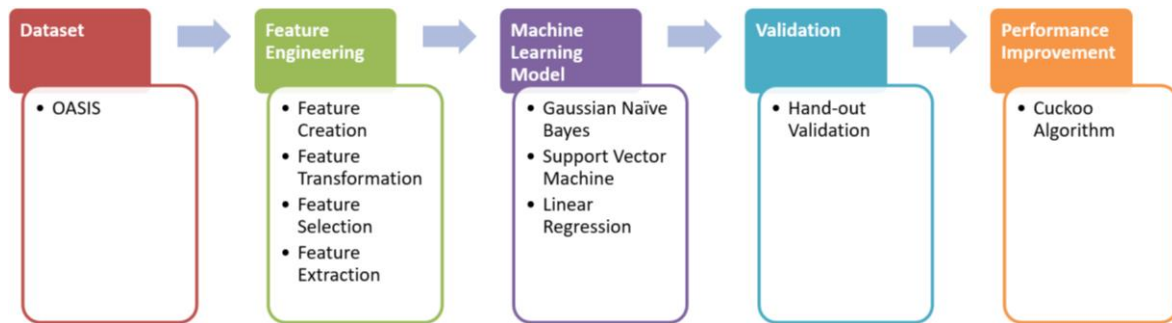 Dataset
• OASIS
Feature
Engineering
• Feature
Creation
• Feature
Transformation
• Feature
Selection
• Feature
Extraction
Machine
Learning
Model
• Gaussian Naïve
Bayes
• Support Vector
Machine
• Linear
Regression
Validation
• Hand-out
Validation
Performance
Improvement
• Cuckoo
Algorithm